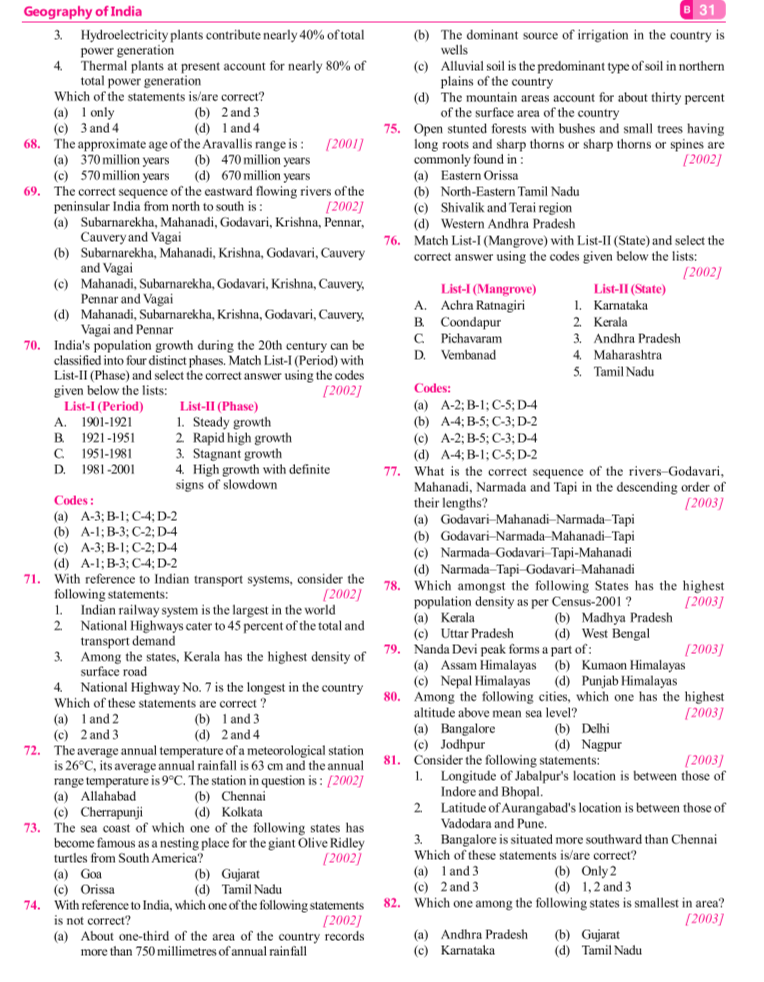 Geography of India
B 31
3. Hydroelectricity plants contribute nearly 40% of total
power generation
4. Thermal plants at present account for nearly 80% of
total power generation
Which of the statements is/are correct?
(a) 1 only (b) 2 and 3
(c) 3 and 4 (d) 1 and 4
68. The approximate age of the Aravallis range is : [2001]
(a) 370 million years (b) 470 million years
(c) 570 million years (d) 670 million years
69. The correct sequence of the eastward flowing rivers of the
peninsular India from north to south is : [2002]
(a) Subarnarekha, Mahanadi, Godavari, Krishna, Pennar,
Cauvery and Vagai
(b) Subarnarekha, Mahanadi, Krishna, Godavari, Cauvery
and Vagai
(c) Mahanadi, Subarnarekha, Godavari, Krishna, Cauvery,
Pennar and Vagai
(d) Mahanadi, Subarnarekha, Krishna, Godavari, Cauvery,
Vagai and Pennar
70. India's population growth during the 20th century can be
classified into four distinct phases. Match List-I (Period) with
List-II (Phase) and select the correct answer using the codes
given below the lists: [2002]
List-I (Period) List-II (Phase)
A. 1901-1921 1. Steady growth
B. 1921-1951 2. Rapid high growth
C. 1951-1981 3. Stagnant growth
D. 1981-2001 4. High growth with definite
signs of slowdown
Codes :
(a) A-3; B-1; C-4; D-2
(b) A-1; B-3; C-2; D-4
(c) A-3; B-1; C-2; D-4
(d) A-1; B-3; C-4; D-2
71. With reference to Indian transport systems, consider the
following statements: [2002]
1. Indian railway system is the largest in the world
2. National Highways cater to 45 percent of the total and
transport demand
3. Among the states, Kerala has the highest density of
surface road
4. National Highway No. 7 is the longest in the country
Which of these statements are correct ?
(a) 1 and 2 (b) 1 and 3
(c) 2 and 3 (d) 2 and 4
72. The average annual temperature of a meteorological station
is 26°C, its average annual rainfall is 63 cm and the annual
range temperature is 9°C. The station in question is : [2002]
(a) Allahabad (b) Chennai
(c) Cherrapunji (d) Kolkata
73. The sea coast of which one of the following states has
become famous as a nesting place for the giant Olive Ridley
turtles from South America? [2002]
(a) Goa (b) Gujarat
(c) Orissa (d) Tamil Nadu
74. With reference to India, which one of the following statements
is not correct? [2002]
(a) About one-third of the area of the country records
more than 750 millimetres of annual rainfall
(b) The dominant source of irrigation in the country is
wells
(c) Alluvial soil is the predominant type of soil in northern
plains of the country
(d) The mountain areas account for about thirty percent
of the surface area of the country
75. Open stunted forests with bushes and small trees having
long roots and sharp thorns or sharp thorns or spines are
commonly found in : [2002]
(a) Eastern Orissa
(b) North-Eastern Tamil Nadu
(c) Shivalik and Terai region
(d) Western Andhra Pradesh
76. Match List-I (Mangrove) with List-II (State) and select the
correct answer using the codes given below the lists:
[2002]
List-I (Mangrove) List-II (State)
A. Achra Ratnagiri 1. Karnataka
B. Coondapur 2. Kerala
C. Pichavaram 3. Andhra Pradesh
D. Vembanad 4. Maharashtra
5. Tamil Nadu
Codes:
(a) A-2; B-1; C-5; D-4
(b) A-4; B-5; C-3; D-2
(c) A-2; B-5; C-3; D-4
(d) A-4; B-1; C-5; D-2
77. What is the correct sequence of the rivers–Godavari,
Mahanadi, Narmada and Tapi in the descending order of
their lengths? [2003]
(a) Godavari–Mahanadi–Narmada–Tapi
(b) Godavari–Narmada–Mahanadi–Tapi
(c) Narmada–Godavari–Tapi-Mahanadi
(d) Narmada–Tapi–Godavari–Mahanadi
78. Which amongst the following States has the highest
population density as per Census-2001 ? [2003]
(a) Kerala (b) Madhya Pradesh
(c) Uttar Pradesh (d) West Bengal
79. Nanda Devi peak forms a part of : [2003]
(a) Assam Himalayas (b) Kumaon Himalayas
(c) Nepal Himalayas (d) Punjab Himalayas
80. Among the following cities, which one has the highest
altitude above mean sea level? [2003]
(a) Bangalore (b) Delhi
(c) Jodhpur (d) Nagpur
81. Consider the following statements: [2003]
1. Longitude of Jabalpur's location is between those of
Indore and Bhopal.
2. Latitude of Aurangabad's location is between those of
Vadodara and Pune.
3. Bangalore is situated more southward than Chennai
Which of these statements is/are correct?
(a) 1 and 3 (b) Only 2
(c) 2 and 3 (d) 1, 2 and 3
82. Which one among the following states is smallest in area?
[2003]
(a) Andhra Pradesh (b) Gujarat
(c) Karnataka (d) Tamil Nadu